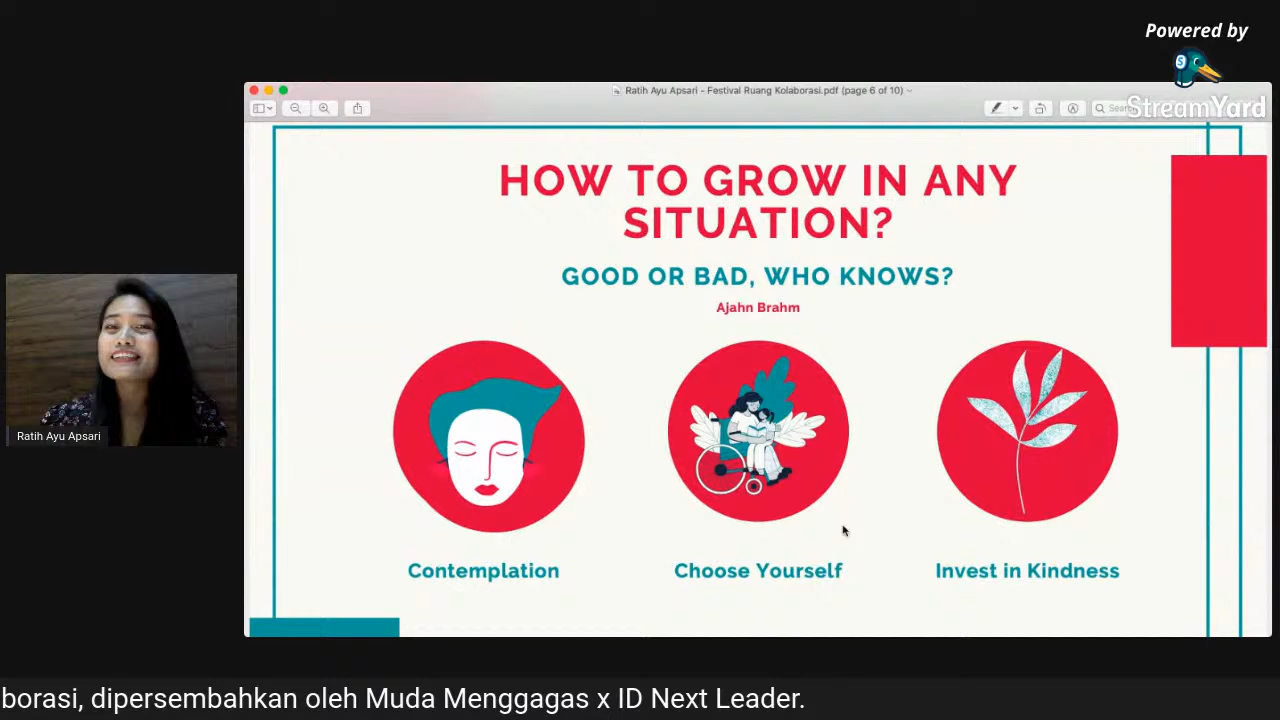 Powered by
StreamYard
Ratih Ayu Apsari - Festival Ruang Kolaborasi.pdf (page 6 of 10)
HOW TO GROW IN ANY
SITUATION?
GOOD OR BAD, WHO KNOWS?
Ajahn Brahm
Contemplation
Choose Yourself
Invest in Kindness
Ratih Ayu Apsari
borasi, dipersembahkan oleh Muda Menggagas x ID Next Leader.